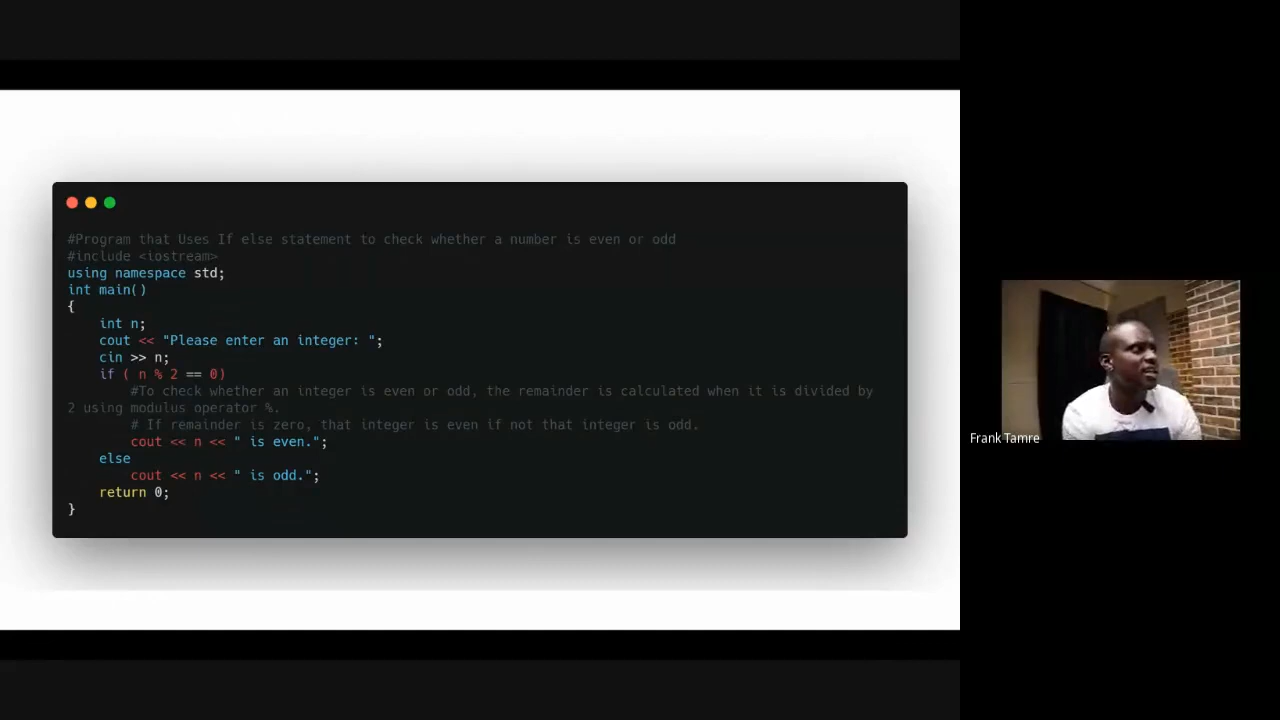 #Program that Uses If else statement to check whether a number is even or odd
#include <iostream>
using namespace std;
int main()
{
    int n;
    cout << "Please enter an integer: ";
    cin >> n;
    if ( n % 2 == 0)
        #To check whether an integer is even or odd, the remainder is calculated when it is divided by
2 using modulus operator %.
        # If remainder is zero, that integer is even if not that integer is odd.
        cout << n << " is even.";
    else
        cout << n << " is odd.";
    return 0;
}
Frank Tamre